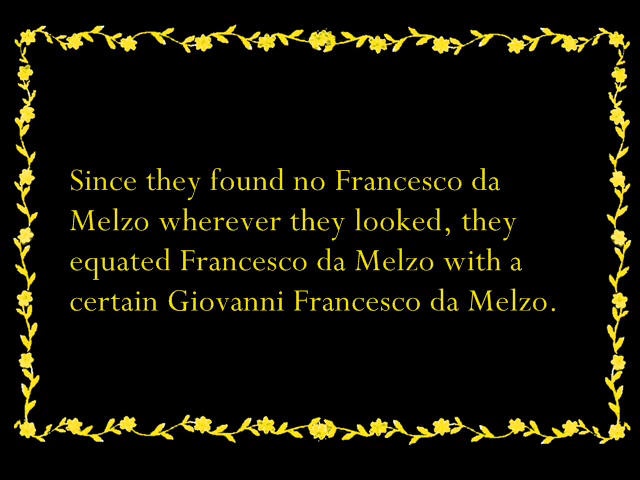 Since they found no Francesco da
Melzo wherever they looked, they
equated Francesco da Melzo with a
certain Giovanni Francesco da Melzo.